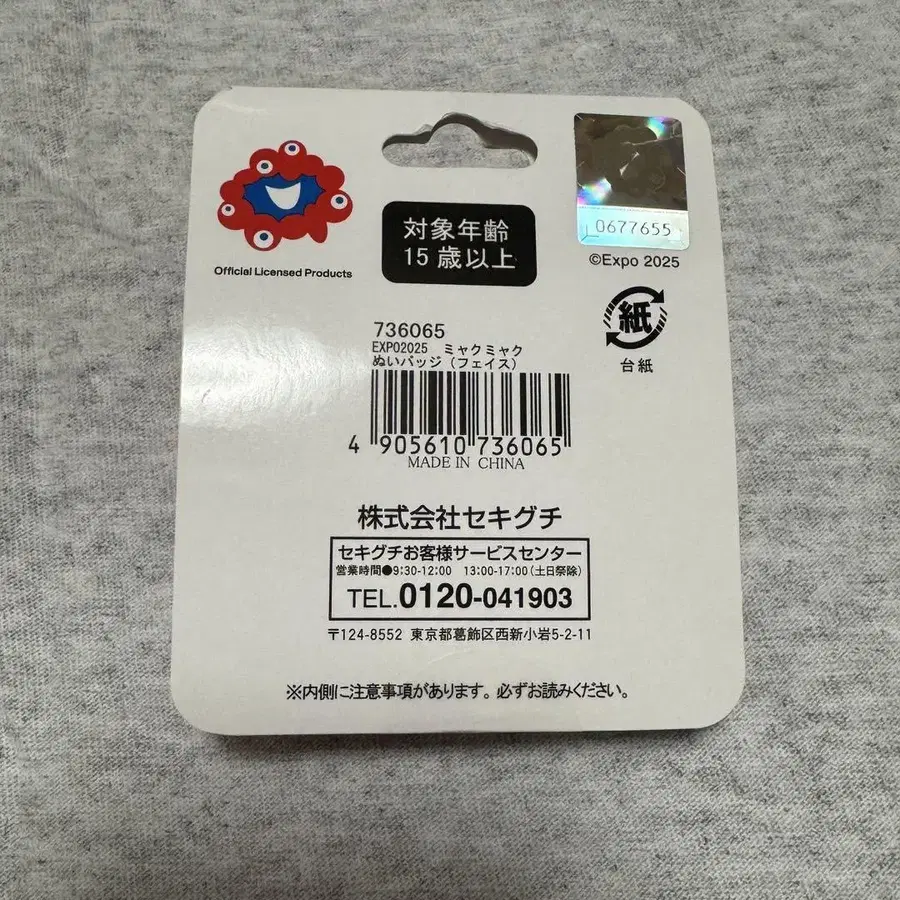 Official Licensed Products
対象年齢
15歳以上
0677655
©Expo 2025
紙
台紙
736065
EXPO2025 ミャクミャク
ぬいバッジ(フェイス)
4 905610 736065
MADE IN CHINA
株式会社セキグチ
セキグチお客様サービスセンター
営業時間●9:30-12:00 13:00-17:00(土日祭除)
TEL.0120-041903
〒124-8552 東京都葛飾区西新小岩5-2-11
※内側に注意事項があります。必ずお読みください。